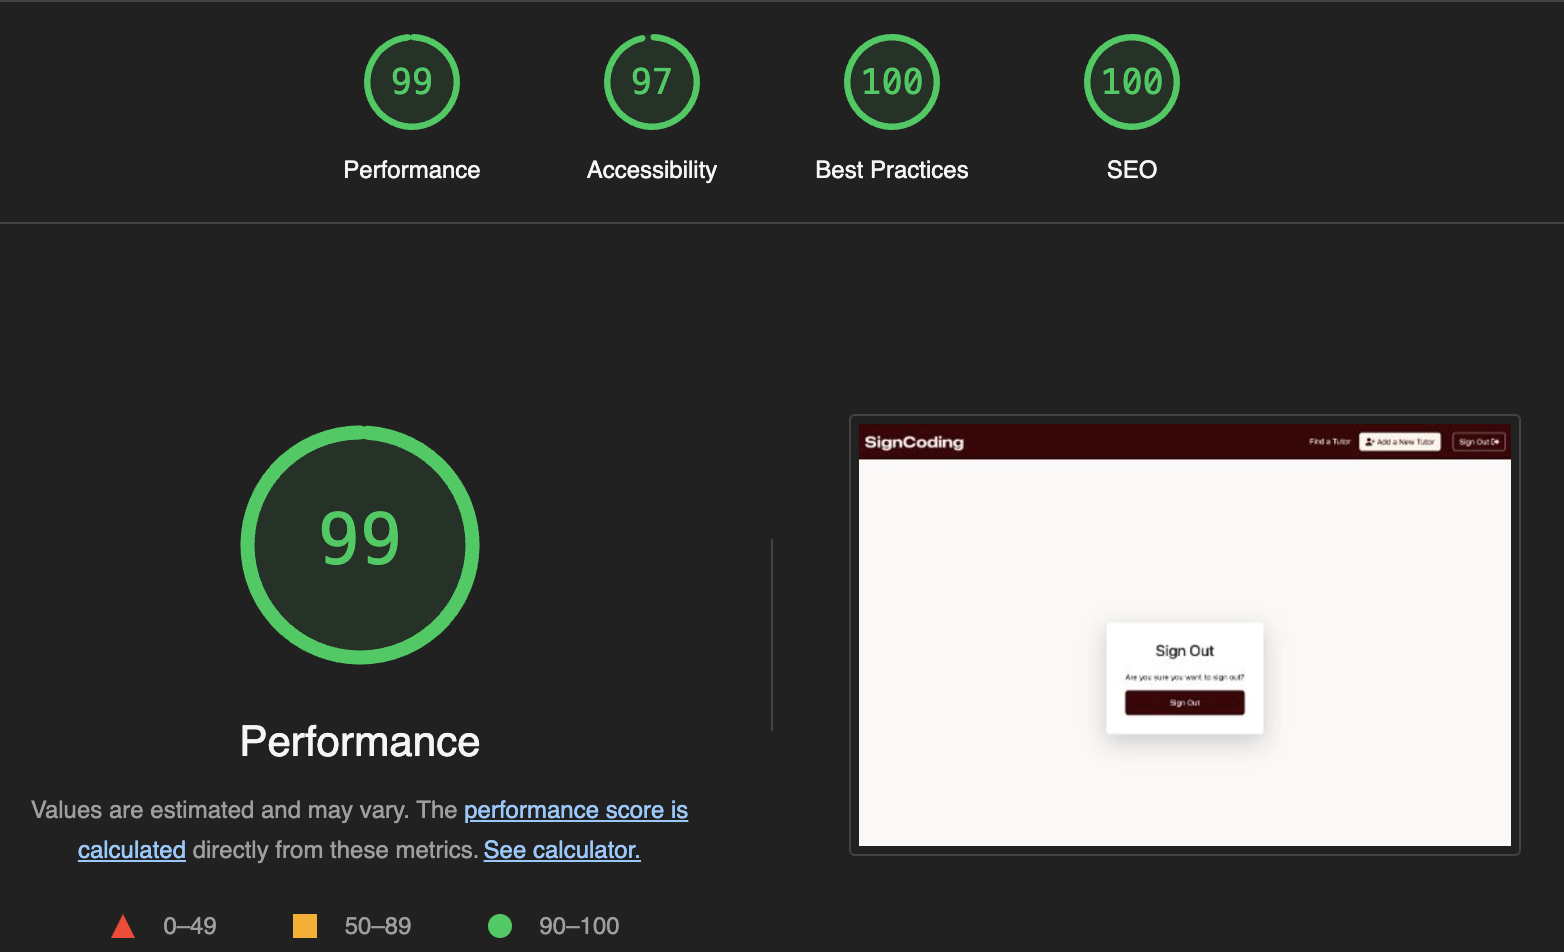 99 97 100 100
Performance Accessibility Best Practices SEO
99
Performance
Values are estimated and may vary. The performance score is
calculated directly from these metrics. See calculator.
0–49 50–89 90–100
SignCoding Find a Tutor Add a New Tutor Sign Out
Sign Out
Are you sure you want to sign out?
Sign Out